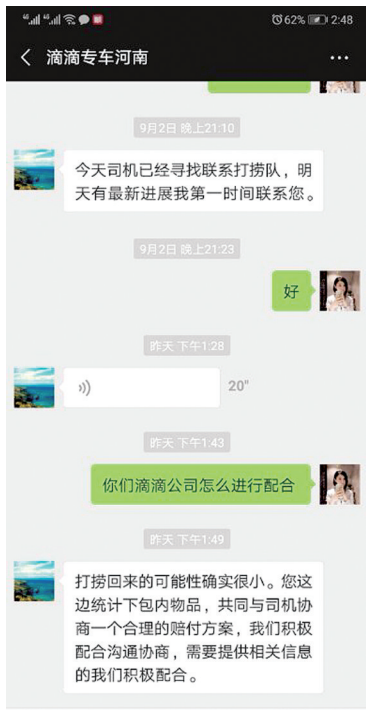 46 46 62% 2:48
滴滴专车河南
9月2日 晚上21:10
今天司机已经寻找联系打捞队，明
天有最新进展我第一时间联系您。
9月2日 晚上21:23
好
昨天 下午1:28
20"
昨天 下午1:43
你们滴滴公司怎么进行配合
昨天 下午1:49
打捞回来的可能性确实很小。您这
边统计下包内物品，共同与司机协
商一个合理的赔付方案，我们积极
配合沟通协商，需要提供相关信息
的我们积极配合。